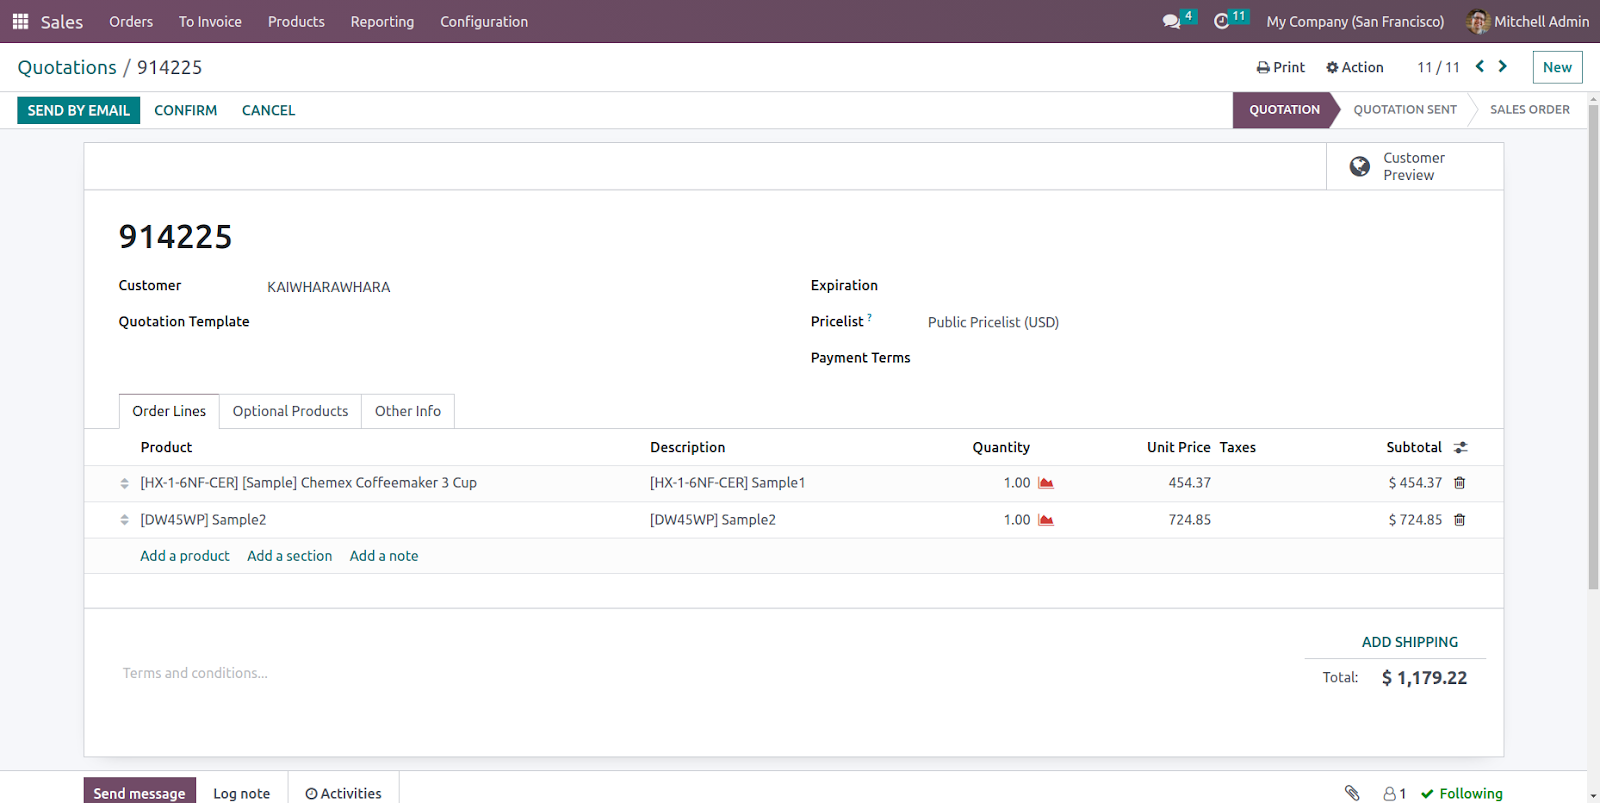 Sales Orders To Invoice Products Reporting Configuration 4 11 My Company (San Francisco) Mitchell Admin
Quotations / 914225 Print Action 11 / 11 New
SEND BY EMAIL CONFIRM CANCEL QUOTATION QUOTATION SENT SALES ORDER
Customer
Preview
914225
Customer KAIWHARAWHARA Expiration
Quotation Template Pricelist ? Public Pricelist (USD)
Payment Terms
Order Lines Optional Products Other Info
Product Description Quantity Unit Price Taxes Subtotal
[HX-1-6NF-CER] [Sample] Chemex Coffeemaker 3 Cup [HX-1-6NF-CER] Sample1 1.00 454.37 $ 454.37
[DW45WP] Sample2 [DW45WP] Sample2 1.00 724.85 $ 724.85
Add a product Add a section Add a note
ADD SHIPPING
Terms and conditions... Total: $ 1,179.22
Send message Log note Activities 1 Following